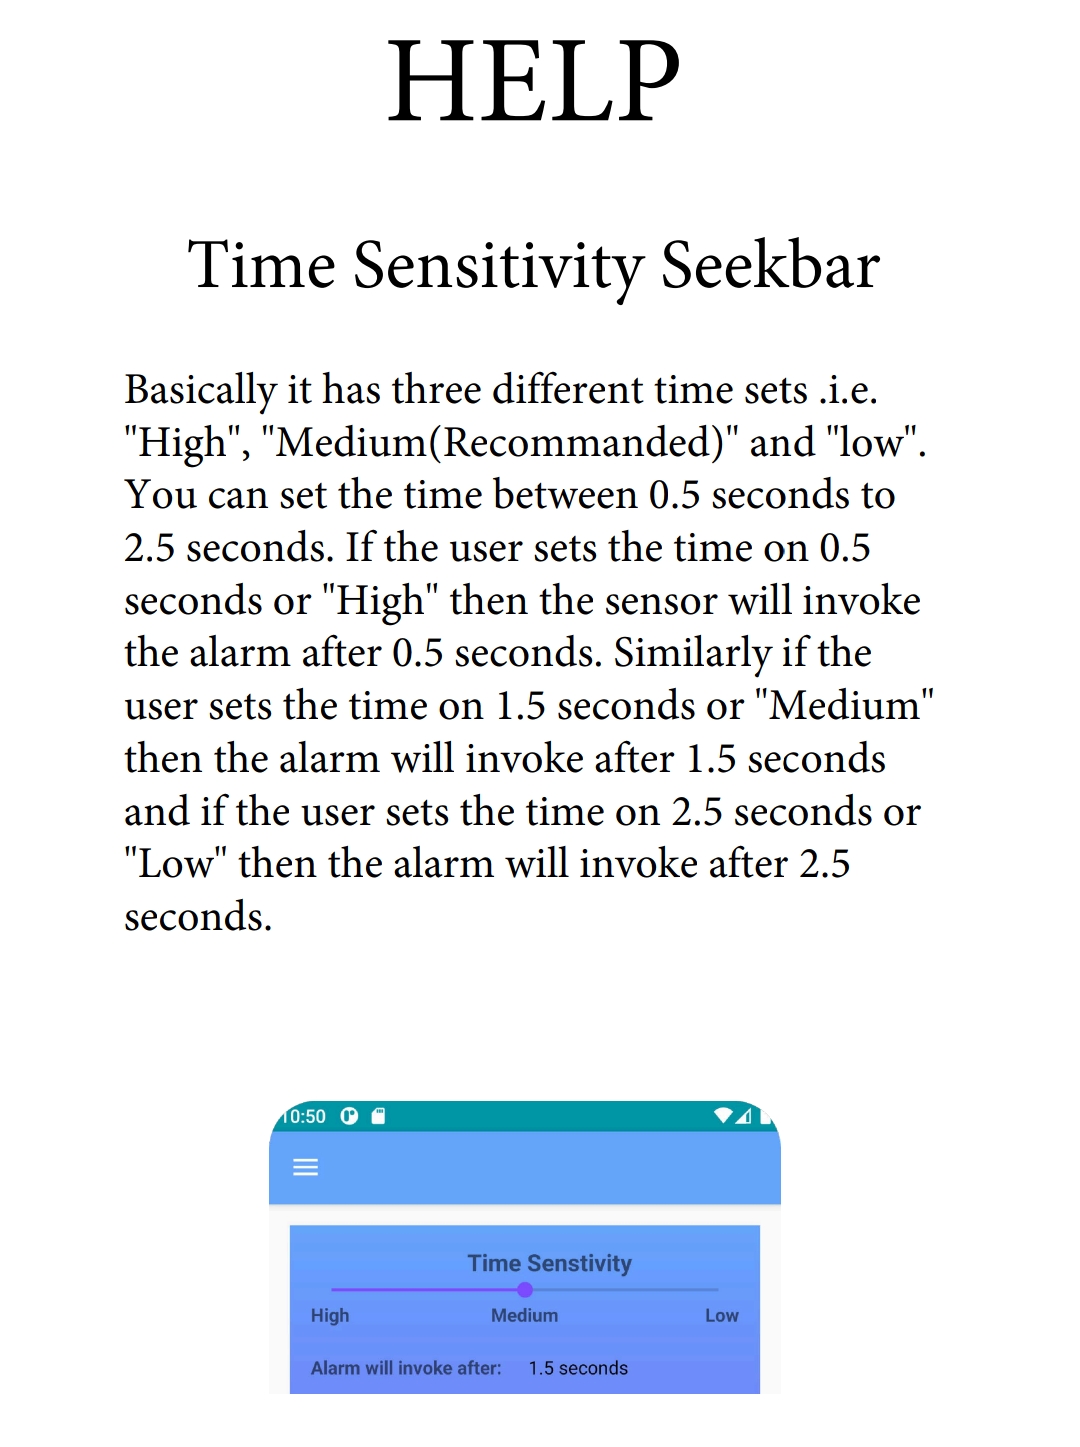 HELP
Time Sensitivity Seekbar
Basically it has three different time sets .i.e.
"High", "Medium(Recommanded)" and "low".
You can set the time between 0.5 seconds to
2.5 seconds. If the user sets the time on 0.5
seconds or "High" then the sensor will invoke
the alarm after 0.5 seconds. Similarly if the
user sets the time on 1.5 seconds or "Medium"
then the alarm will invoke after 1.5 seconds
and if the user sets the time on 2.5 seconds or
"Low" then the alarm will invoke after 2.5
seconds.
10:50
Time Senstivity
High Medium Low
Alarm will invoke after: 1.5 seconds